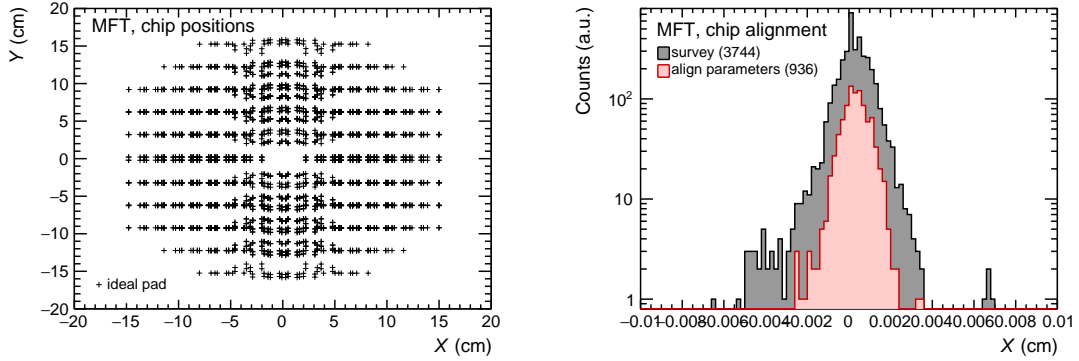 MFT, chip positions
Y (cm)
20
15
10
5
0
−5
−10
−15
−20
+ ideal pad
−20 −15 −10 −5 0 5 10 15 20
X (cm)
MFT, chip alignment
survey (3744)
align parameters (936)
Counts (a.u.)
10²
10
1
−0.01 −0.008 −0.006 −0.004 −0.002 0 0.002 0.004 0.006 0.008 0.01
X (cm)